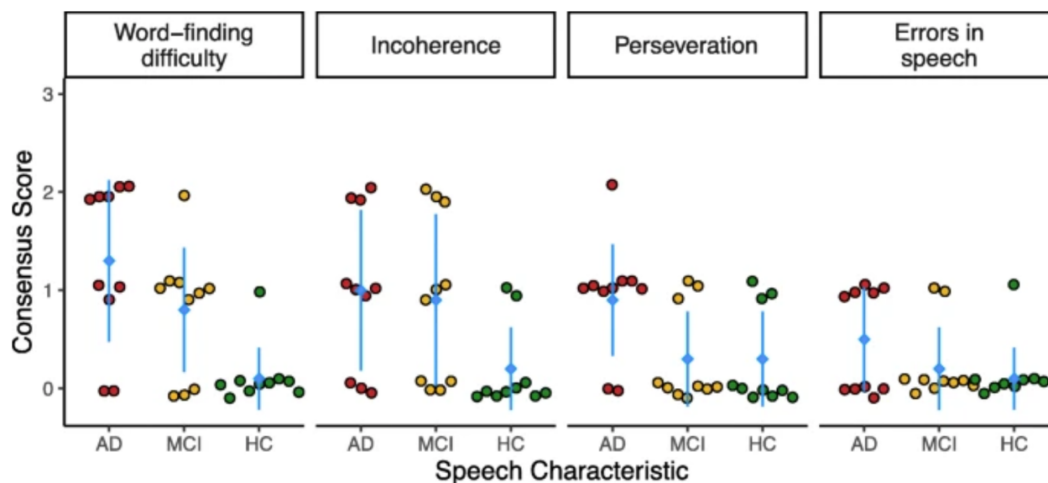 Word-finding
difficulty
Incoherence
Perseveration
Errors in
speech
Consensus Score
3
2
1
0
AD MCI HC
AD MCI HC
AD MCI HC
AD MCI HC
Speech Characteristic